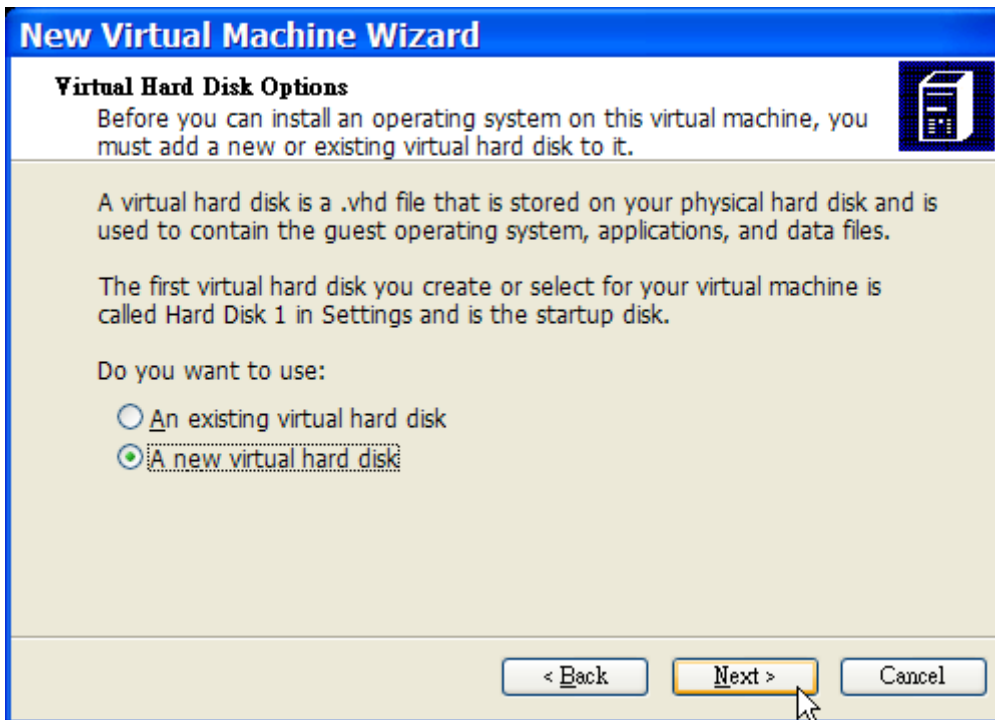 New Virtual Machine Wizard
Virtual Hard Disk Options
Before you can install an operating system on this virtual machine, you
must add a new or existing virtual hard disk to it.
A virtual hard disk is a .vhd file that is stored on your physical hard disk and is
used to contain the guest operating system, applications, and data files.
The first virtual hard disk you create or select for your virtual machine is
called Hard Disk 1 in Settings and is the startup disk.
Do you want to use:
An existing virtual hard disk
A new virtual hard disk
< Back
Next >
Cancel